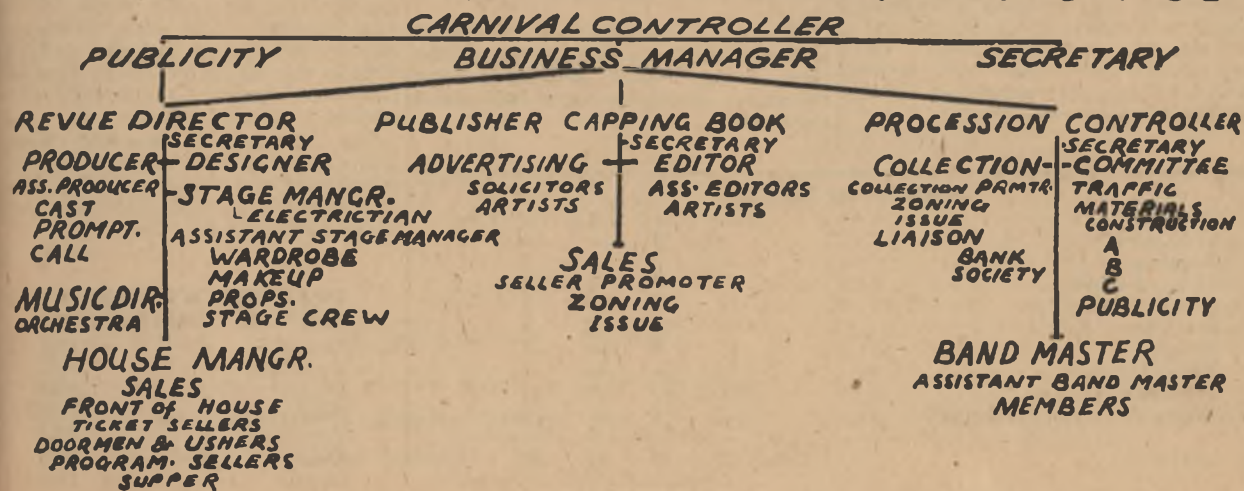 CARNIVAL CONTROLLER
PUBLICITY BUSINESS MANAGER SECRETARY
REVUE DIRECTOR
SECRETARY
PRODUCER DESIGNER
ASS. PRODUCER
CAST
PROMPT.
CALL
STAGE MANGR.
ELECTRICTIAN
ASSISTANT STAGE MANAGER
WARDROBE
MAKEUP
PROPS.
STAGE CREW
MUSIC DIR.
ORCHESTRA
HOUSE MANGR.
SALES
FRONT of HOUSE
TICKET SELLERS
DOORMEN & USHERS
PROGRAM. SELLERS
SUPPER
PUBLISHER CAPPING BOOK
SECRETARY
ADVERTISING EDITOR
SOLICITORS ASS. EDITORS
ARTISTS ARTISTS
SALES
SELLER PROMOTER
ZONING
ISSUE
PROCESSION CONTROLLER
SECRETARY
COLLECTION COMMITTEE
COLLECTION PRMTR.
ZONING
ISSUE
LIAISON
BANK
SOCIETY
TRAFFIC
MATERIALS
CONSTRUCTION
A
B
C
PUBLICITY
BAND MASTER
ASSISTANT BAND MASTER
MEMBERS